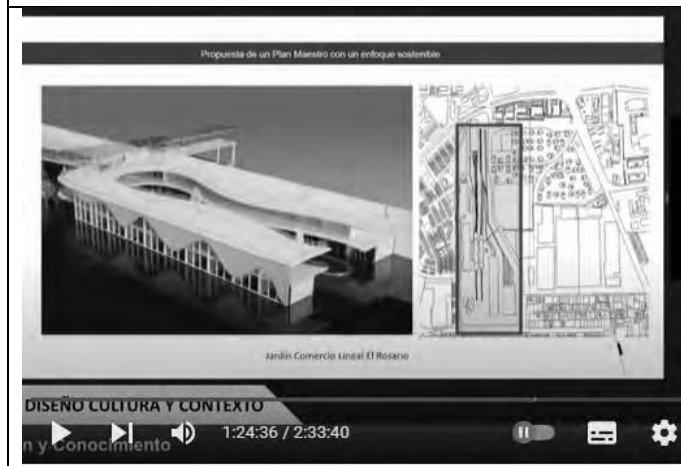 Propuesta de un Plan Maestro con un enfoque sostenible
Jardín Comercio Lineal El Rosario
DISEÑO CULTURA Y CONTEXTO
n y Conocimiento
1:24:36 / 2:33:40